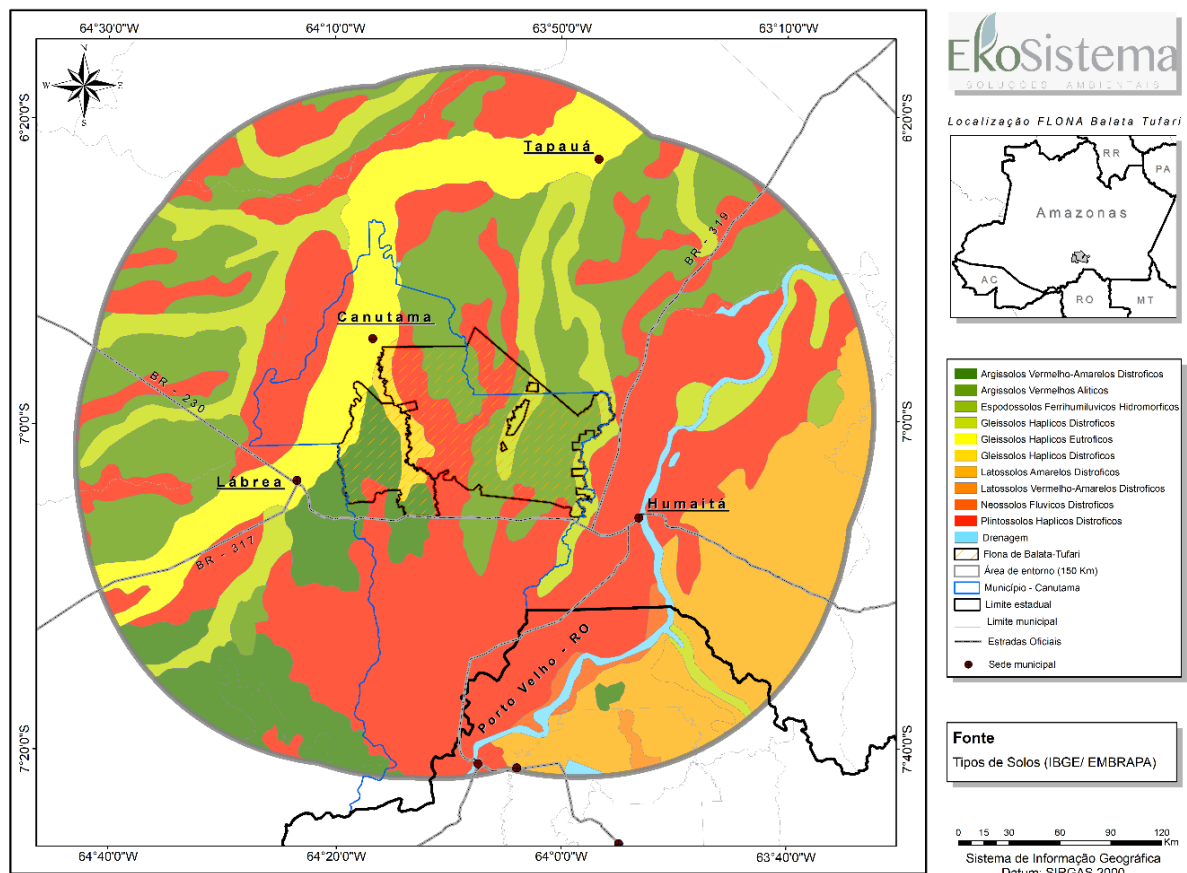 64°30'0"W 64°10'0"W 63°50'0"W 63°10'0"W
N
W E
S
6°20'0"S
6°20'0"S
Tapauá
BR - 319
Canutama
BR - 230
7°0'0"S
7°0'0"S
Lábrea
Humaitá
BR - 317
Porto Velho - RO
7°20'0"S
7°40'0"S
64°40'0"W 64°20'0"W 64°0'0"W 63°40'0"W
EkoSistema
SOLUÇÕES AMBIENTAIS
Localização FLONA Balata Tufari
RR
PA
Amazonas
AC
RO
MT
Argissolos Vermelho-Amarelos Distroficos
Argissolos Vermelhos Aliticos
Espodossolos Ferrihumiluvicos Hidromorficos
Gleissolos Haplicos Distroficos
Gleissolos Haplicos Eutroficos
Gleissolos Haplicos Distroficos
Latossolos Amarelos Distroficos
Latossolos Vermelho-Amarelos Distroficos
Neossolos Fluvicos Distroficos
Plintossolos Haplicos Distroficos
Drenagem
Flona de Balata-Tufari
Área de entorno (150 Km)
Município - Canutama
Limite estadual
Limite municipal
Estradas Oficiais
Sede municipal
Fonte
Tipos de Solos (IBGE/ EMBRAPA)
0 15 30 60 90 120
Km
Sistema de Informação Geográfica
Datum: SIRGAS 2000